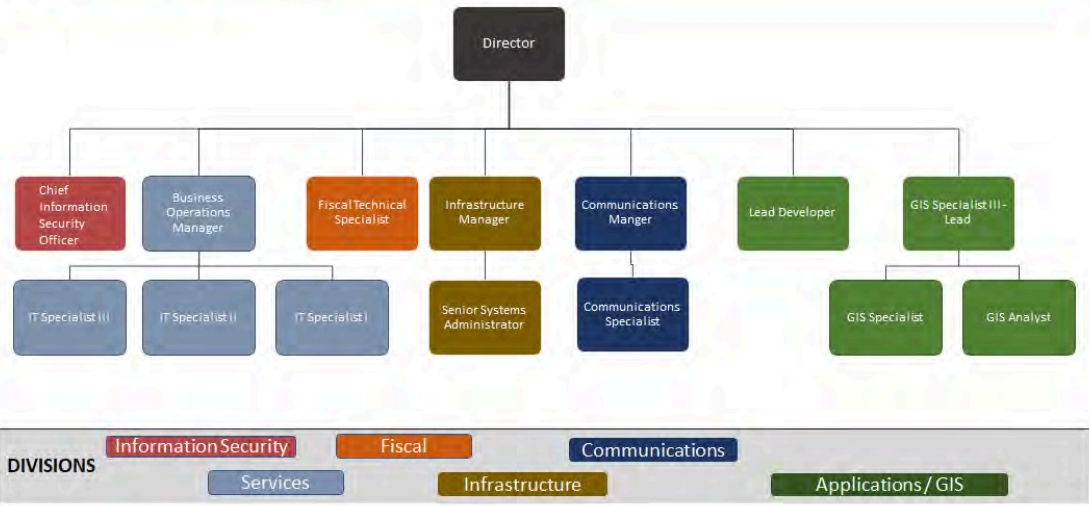 Director
Chief
Information
Security
Officer
Business
Operations
Manager
Fiscal Technical
Specialist
Infrastructure
Manager
Communications
Manger
Lead Developer
GIS Specialist III -
Lead
IT Specialist III
IT Specialist II
IT Specialist I
Senior Systems
Administrator
Communications
Specialist
GIS Specialist
GIS Analyst
DIVISIONS
Information Security
Fiscal
Communications
Services
Infrastructure
Applications / GIS